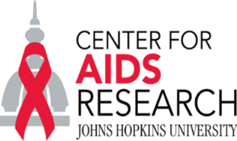 CENTER FOR
AIDS
RESEARCH
JOHNS HOPKINS UNIVERSITY